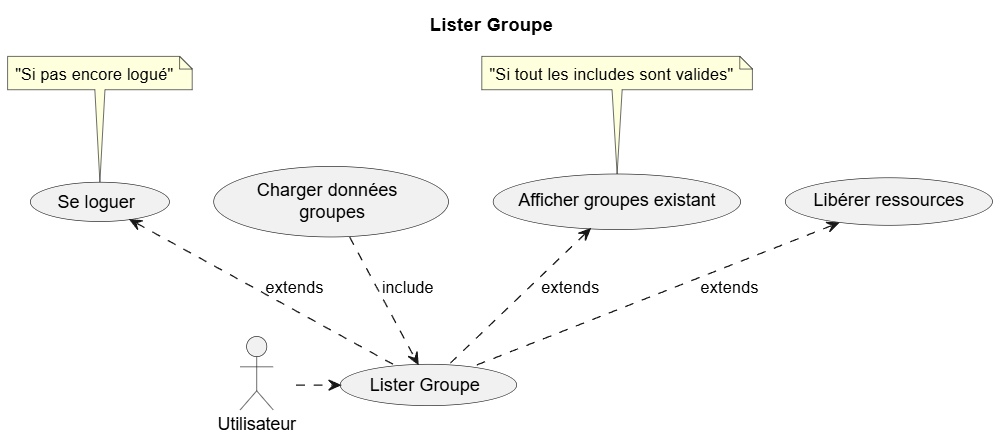 Lister Groupe
"Si pas encore logué"
"Si tout les includes sont valides"
Se loguer
Charger données
groupes
Afficher groupes existant
Libérer ressources
extends
include
extends
extends
Lister Groupe
Utilisateur